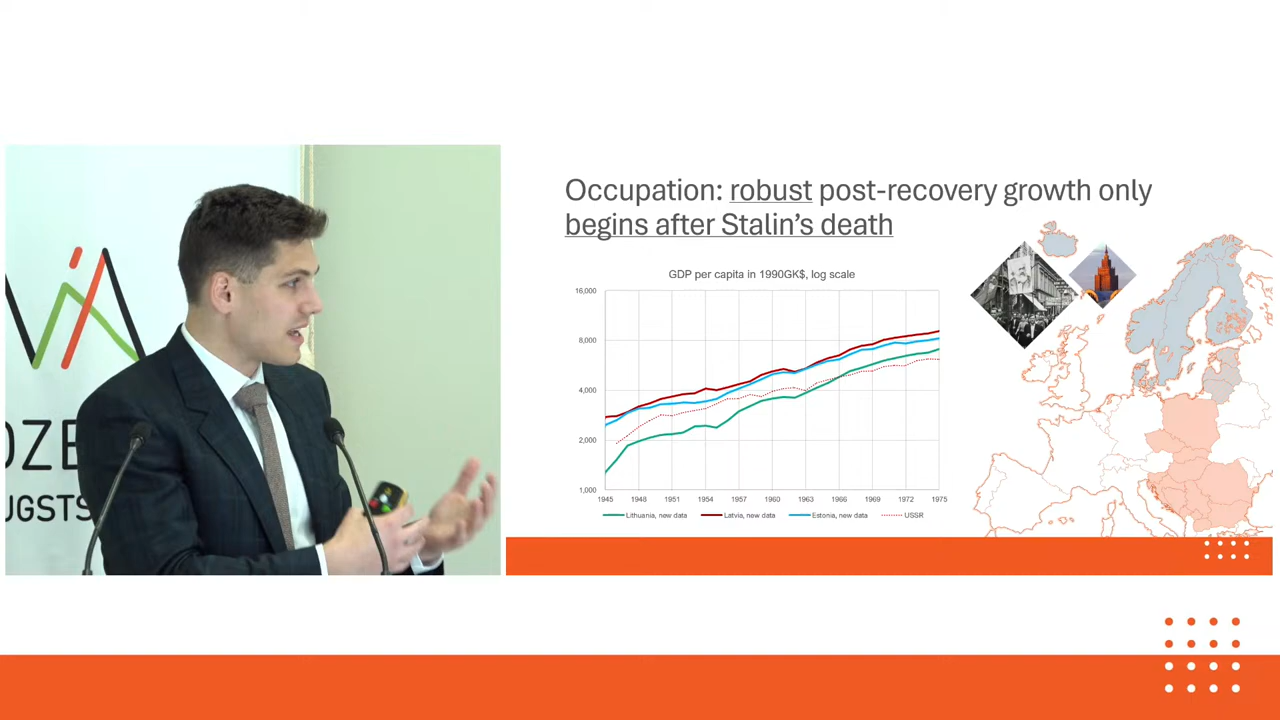 Occupation: robust post-recovery growth only
begins after Stalin's death
GDP per capita in 1990GK$, log scale
16,000
8,000
4,000
2,000
1,000
1945 1948 1951 1954 1957 1960 1963 1966 1969 1972 1975
Lithuania, new data Latvia, new data Estonia, new data USSR